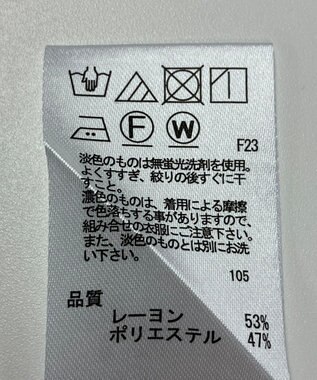 F W F23
淡色のものは無蛍光洗剤を使用。
よくすすぎ、絞りの後すぐに干
すこと。
濃色のものは、着用による摩擦
で色落ちする事がありますので、
組み合せの衣服にご注意下さい。
また、淡色のものとは別にお洗
い下さい。
105
品質
レーヨン 53%
ポリエステル 47%